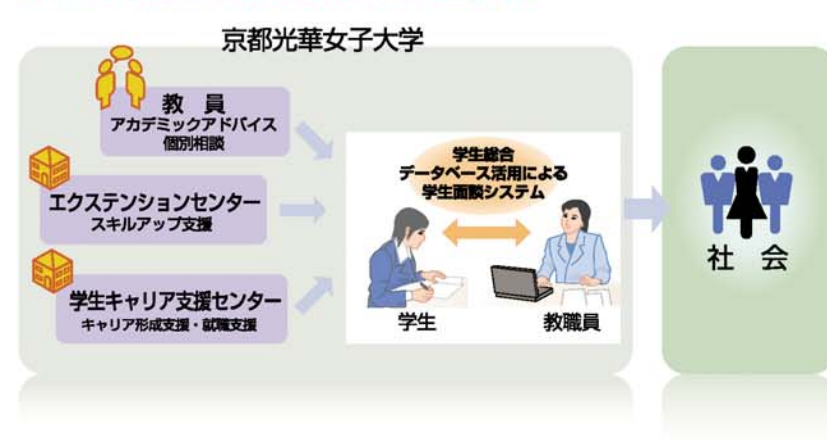 京都光華女子大学
教 員
アカデミックアドバイス
個別相談
エクステンションセンター
スキルアップ支援
学生キャリア支援センター
キャリア形成支援・就職支援
学生総合
データベース活用による
学生面談システム
学生
教職員
社 会